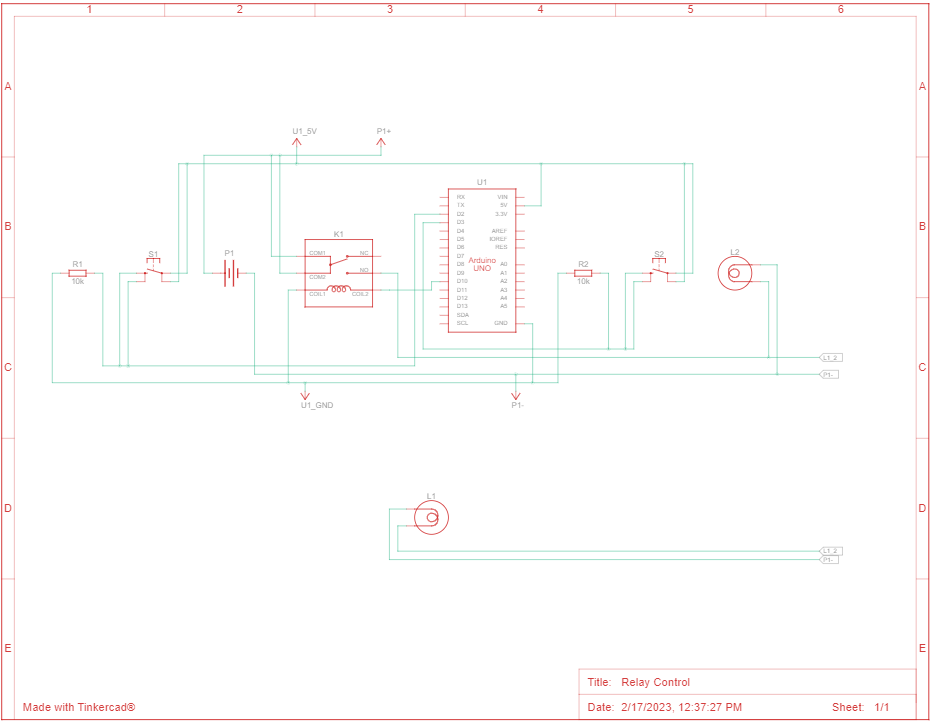 1 2 3 4 5 6
A A
U1_5V P1+
U1
RX VIN
TX 5V
D2 3.3V
D3
B B
D4 AREF
K1
D5 IOREF
D6 RES
S1 P1 COM1 NC D7 S2 L2
Arduino
UNO
R1 D8 A0 R2
COM2 NO D9 A1
10k D10 A2 10k
COIL1 COIL2 D11 A3
D12 A4
D13 A5
SDA
SCL GND
L1_2
C C
P1-
U1_GND P1-
L1
D D
L1_2
P1-
E E
Title: Relay Control
Made with Tinkercad® Date: 2/17/2023, 12:37:27 PM Sheet: 1/1